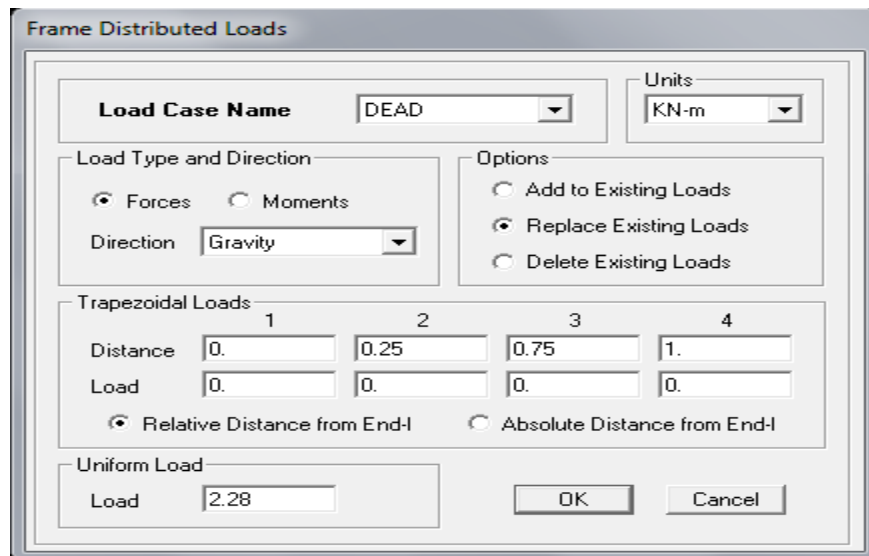 Frame Distributed Loads
Load Case Name DEAD
Units
KN-m
Load Type and Direction
Forces Moments
Direction Gravity
Options
Add to Existing Loads
Replace Existing Loads
Delete Existing Loads
Trapezoidal Loads
1 2 3 4
Distance 0. 0.25 0.75 1.
Load 0. 0. 0. 0.
Relative Distance from End-I Absolute Distance from End-I
Uniform Load
Load 2.28
OK Cancel